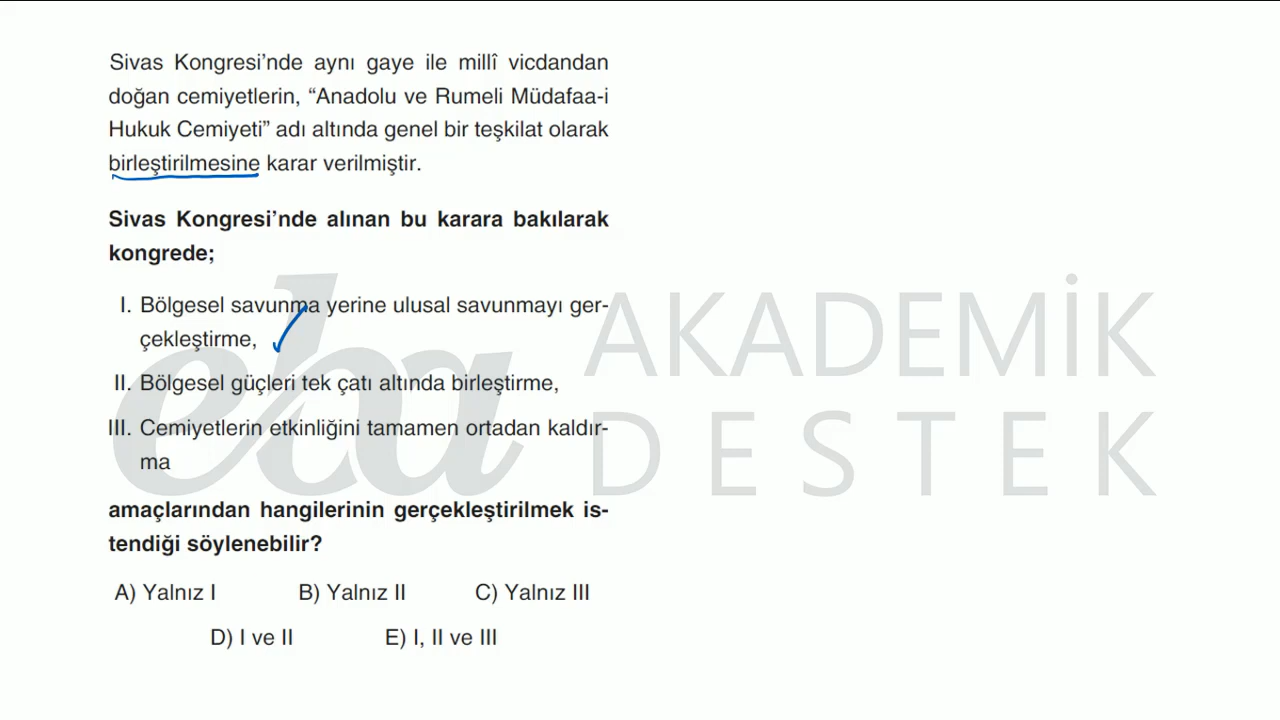 Sivas Kongresi’nde aynı gaye ile millî vicdandan
doğan cemiyetlerin, “Anadolu ve Rumeli Müdafaa-i
Hukuk Cemiyeti” adı altında genel bir teşkilat olarak
birleştirilmesine karar verilmiştir.
Sivas Kongresi’nde alınan bu karara bakılarak
kongrede;
I. Bölgesel savunma yerine ulusal savunmayı ger-
çekleştirme,
II. Bölgesel güçleri tek çatı altında birleştirme,
III. Cemiyetlerin etkinliğini tamamen ortadan kaldır-
ma
amaçlarından hangilerinin gerçekleştirilmek is-
tendiği söylenebilir?
A) Yalnız I B) Yalnız II C) Yalnız III
D) I ve II E) I, II ve III
eba AKADEMİK
DESTEK